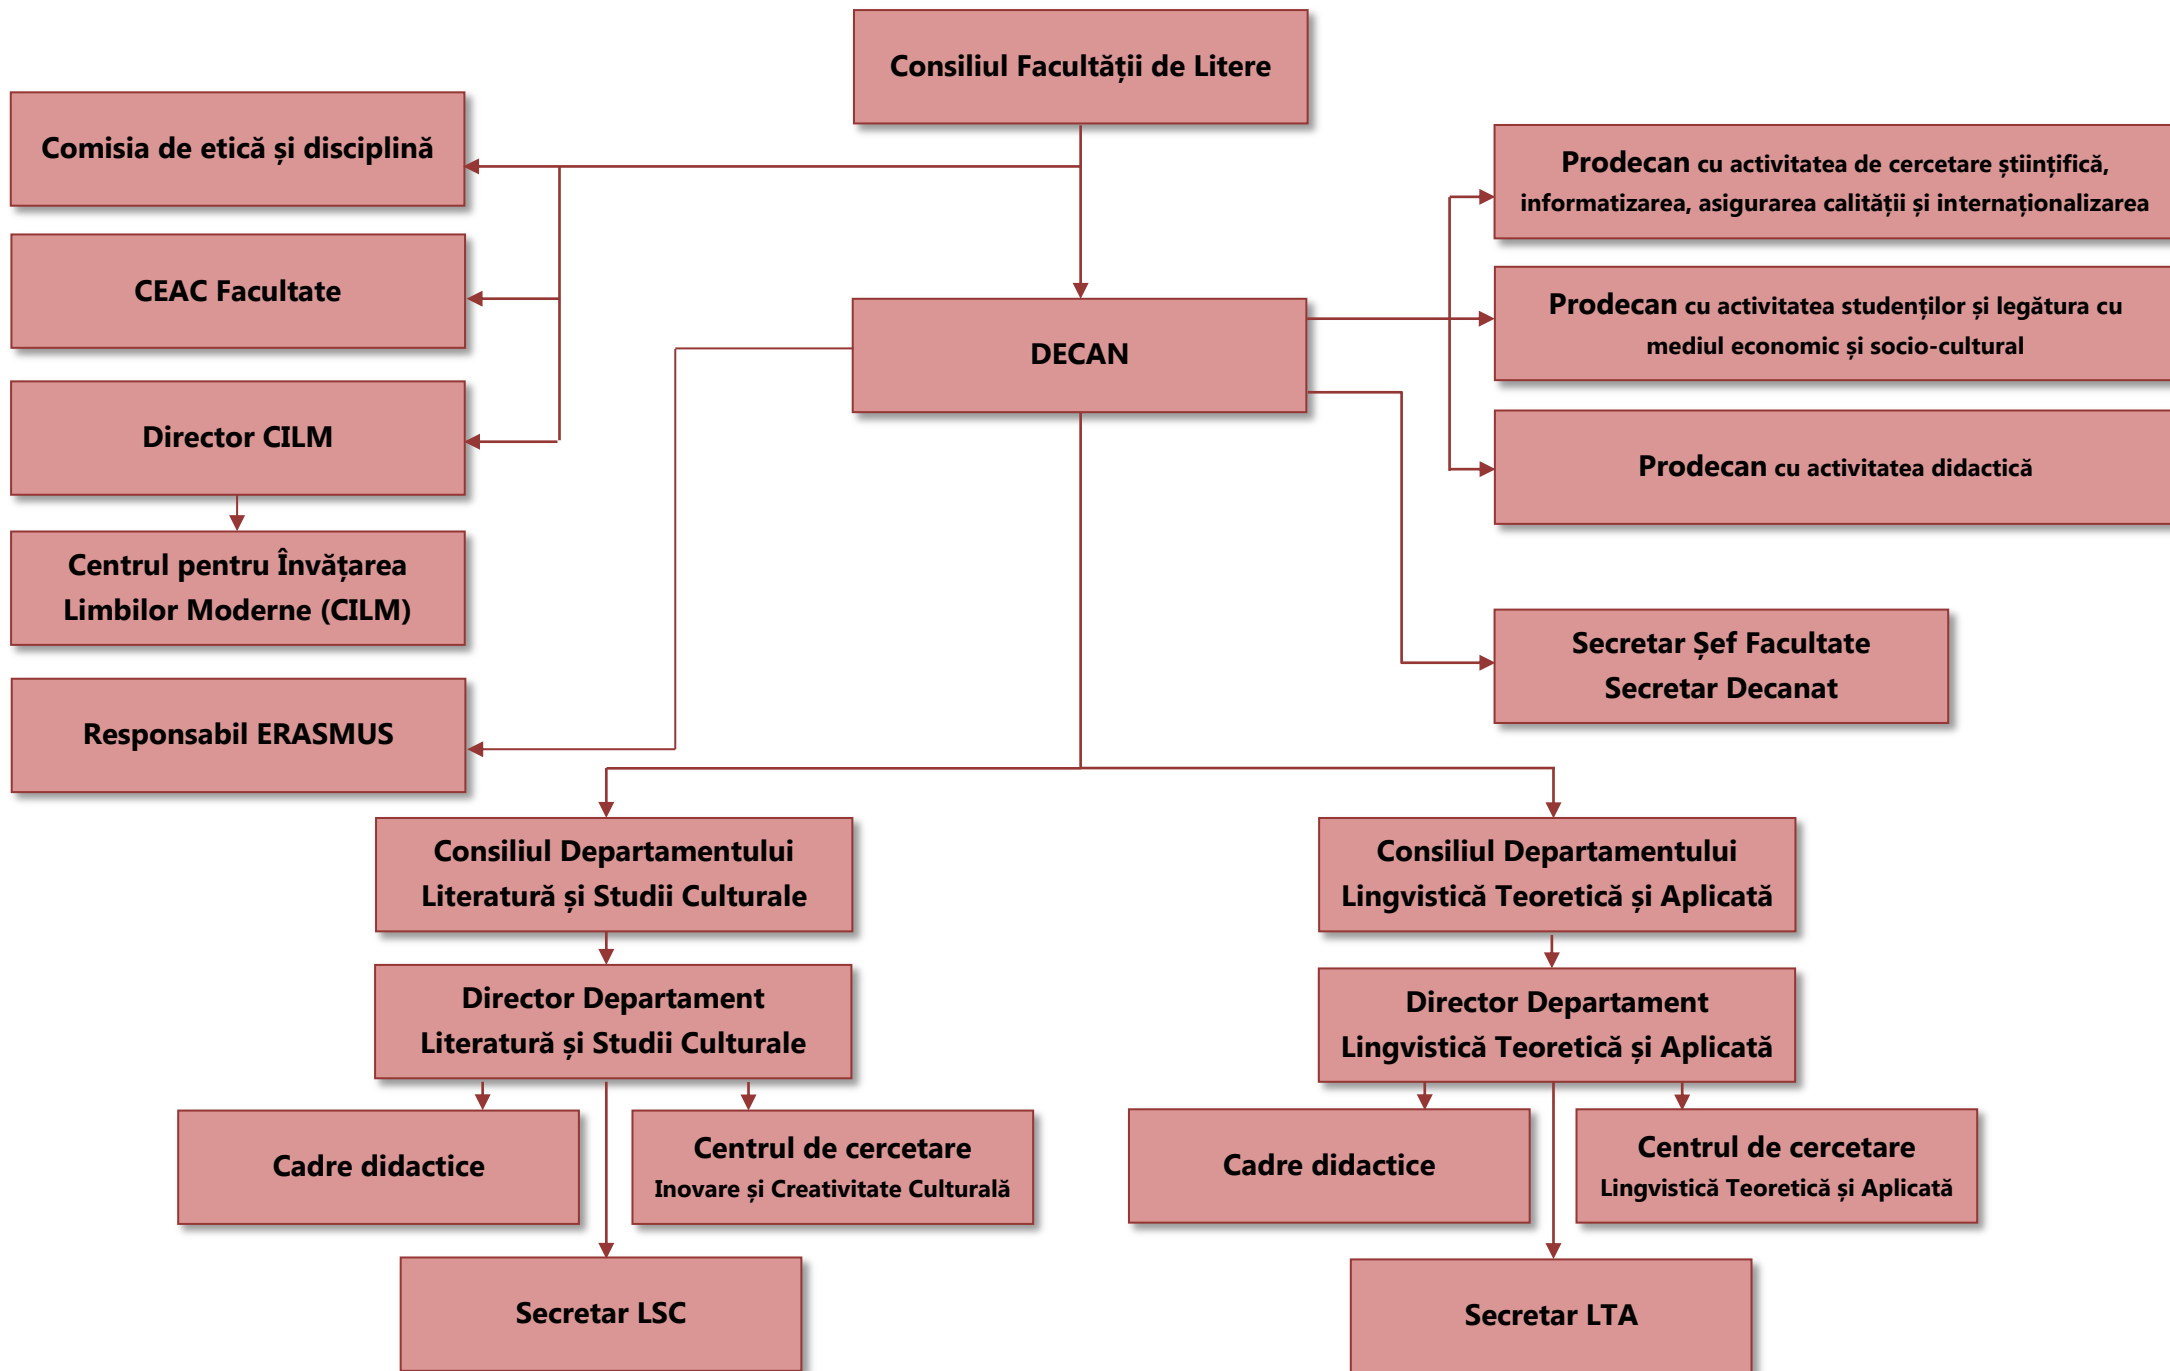 Consiliul Facultății de Litere
Comisia de etică și disciplină
CEAC Facultate
Director CILM
Centrul pentru Învățarea
Limbilor Moderne (CILM)
Responsabil ERASMUS
DECAN
Prodecan cu activitatea de cercetare științifică,
informatizarea, asigurarea calității și internaționalizarea
Prodecan cu activitatea studenților și legătura cu
mediul economic și socio-cultural
Prodecan cu activitatea didactică
Secretar Șef Facultate
Secretar Decanat
Consiliul Departamentului
Literatură și Studii Culturale
Director Departament
Literatură și Studii Culturale
Cadre didactice
Centrul de cercetare
Inovare și Creativitate Culturală
Secretar LSC
Consiliul Departamentului
Lingvistică Teoretică și Aplicată
Director Departament
Lingvistică Teoretică și Aplicată
Cadre didactice
Centrul de cercetare
Lingvistică Teoretică și Aplicată
Secretar LTA